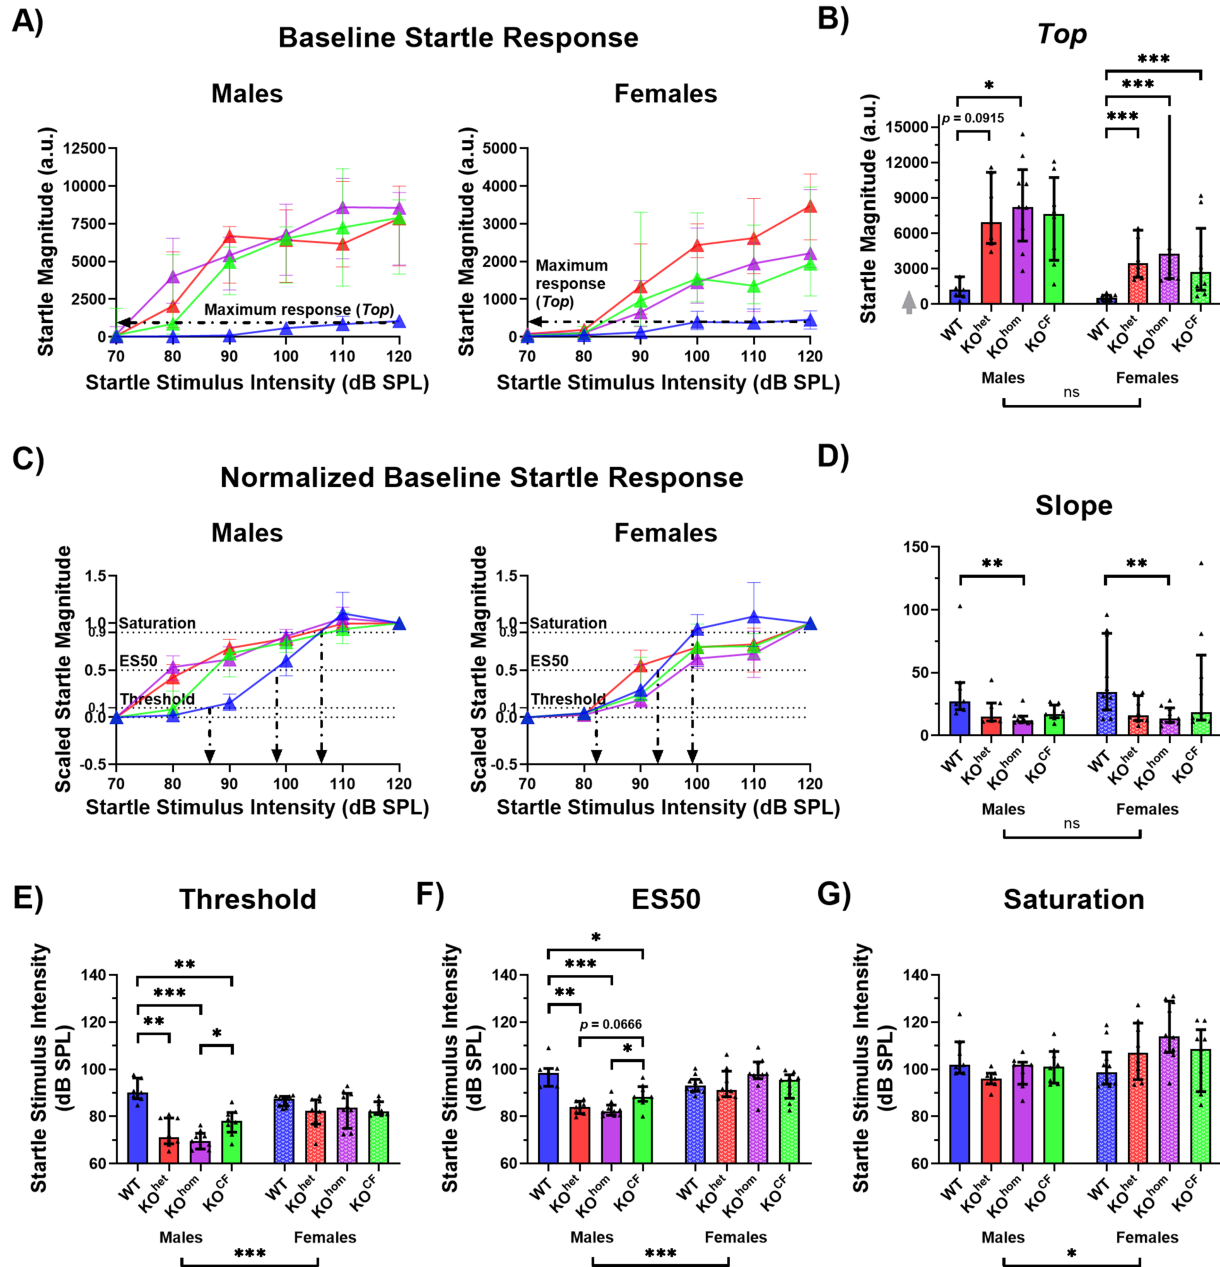 A)
Baseline Startle Response
Males
Startle Magnitude (a.u.)
12500
10000
7500
5000
2500
0
Maximum response (Top)
70 80 90 100 110 120
Startle Stimulus Intensity (dB SPL)
Females
Startle Magnitude (a.u.)
5000
4000
3000
2000
1000
0
Maximum
response
(Top)
70 80 90 100 110 120
Startle Stimulus Intensity (dB SPL)
B)
Top
Startle Magnitude (a.u.)
15000
12000
9000
6000
3000
0
p = 0.0915
*
***
***
***
WT KOhet KOhom KOCF WT KOhet KOhom KOCF
Males Females
ns
C)
Normalized Baseline Startle Response
Males
Scaled Startle Magnitude
1.5
1.0
0.9
0.5
0.1
0.0
-0.5
Saturation
ES50
Threshold
70 80 90 100 110 120
Startle Stimulus Intensity (dB SPL)
Females
Scaled Startle Magnitude
1.5
1.0
0.9
0.5
0.1
0.0
-0.5
Saturation
ES50
Threshold
70 80 90 100 110 120
Startle Stimulus Intensity (dB SPL)
D)
Slope
150
100
50
0
** **
WT KOhet KOhom KOCF WT KOhet KOhom KOCF
Males Females
ns
E)
Threshold
Startle Stimulus Intensity
(dB SPL)
140
120
100
80
60
**
***
**
*
WT KOhet KOhom KOCF WT KOhet KOhom KOCF
Males Females
***
F)
ES50
Startle Stimulus Intensity
(dB SPL)
140
120
100
80
60
*
***
**
p = 0.0666
*
WT KOhet KOhom KOCF WT KOhet KOhom KOCF
Males Females
***
G)
Saturation
Startle Stimulus Intensity
(dB SPL)
140
120
100
80
60
WT KOhet KOhom KOCF WT KOhet KOhom KOCF
Males Females
*